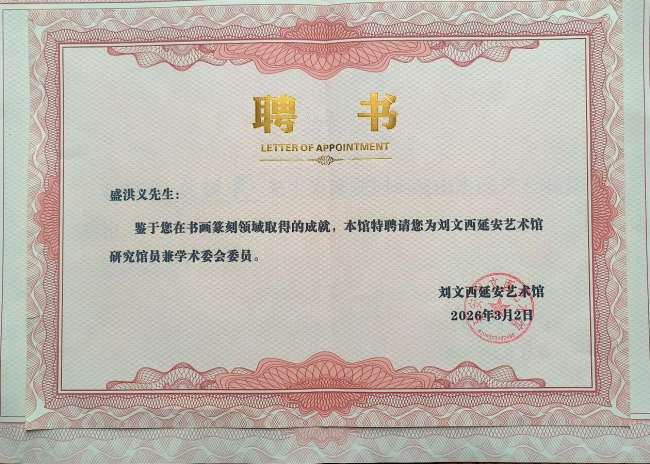 聘 书
LETTER OF APPOINTMENT
盛洪义先生：
鉴于您在书画篆刻领域取得的成就，本馆特聘请您为刘文西延安艺术馆
研究馆员兼学术委会委员。
刘文西延安艺术馆
2026年3月2日